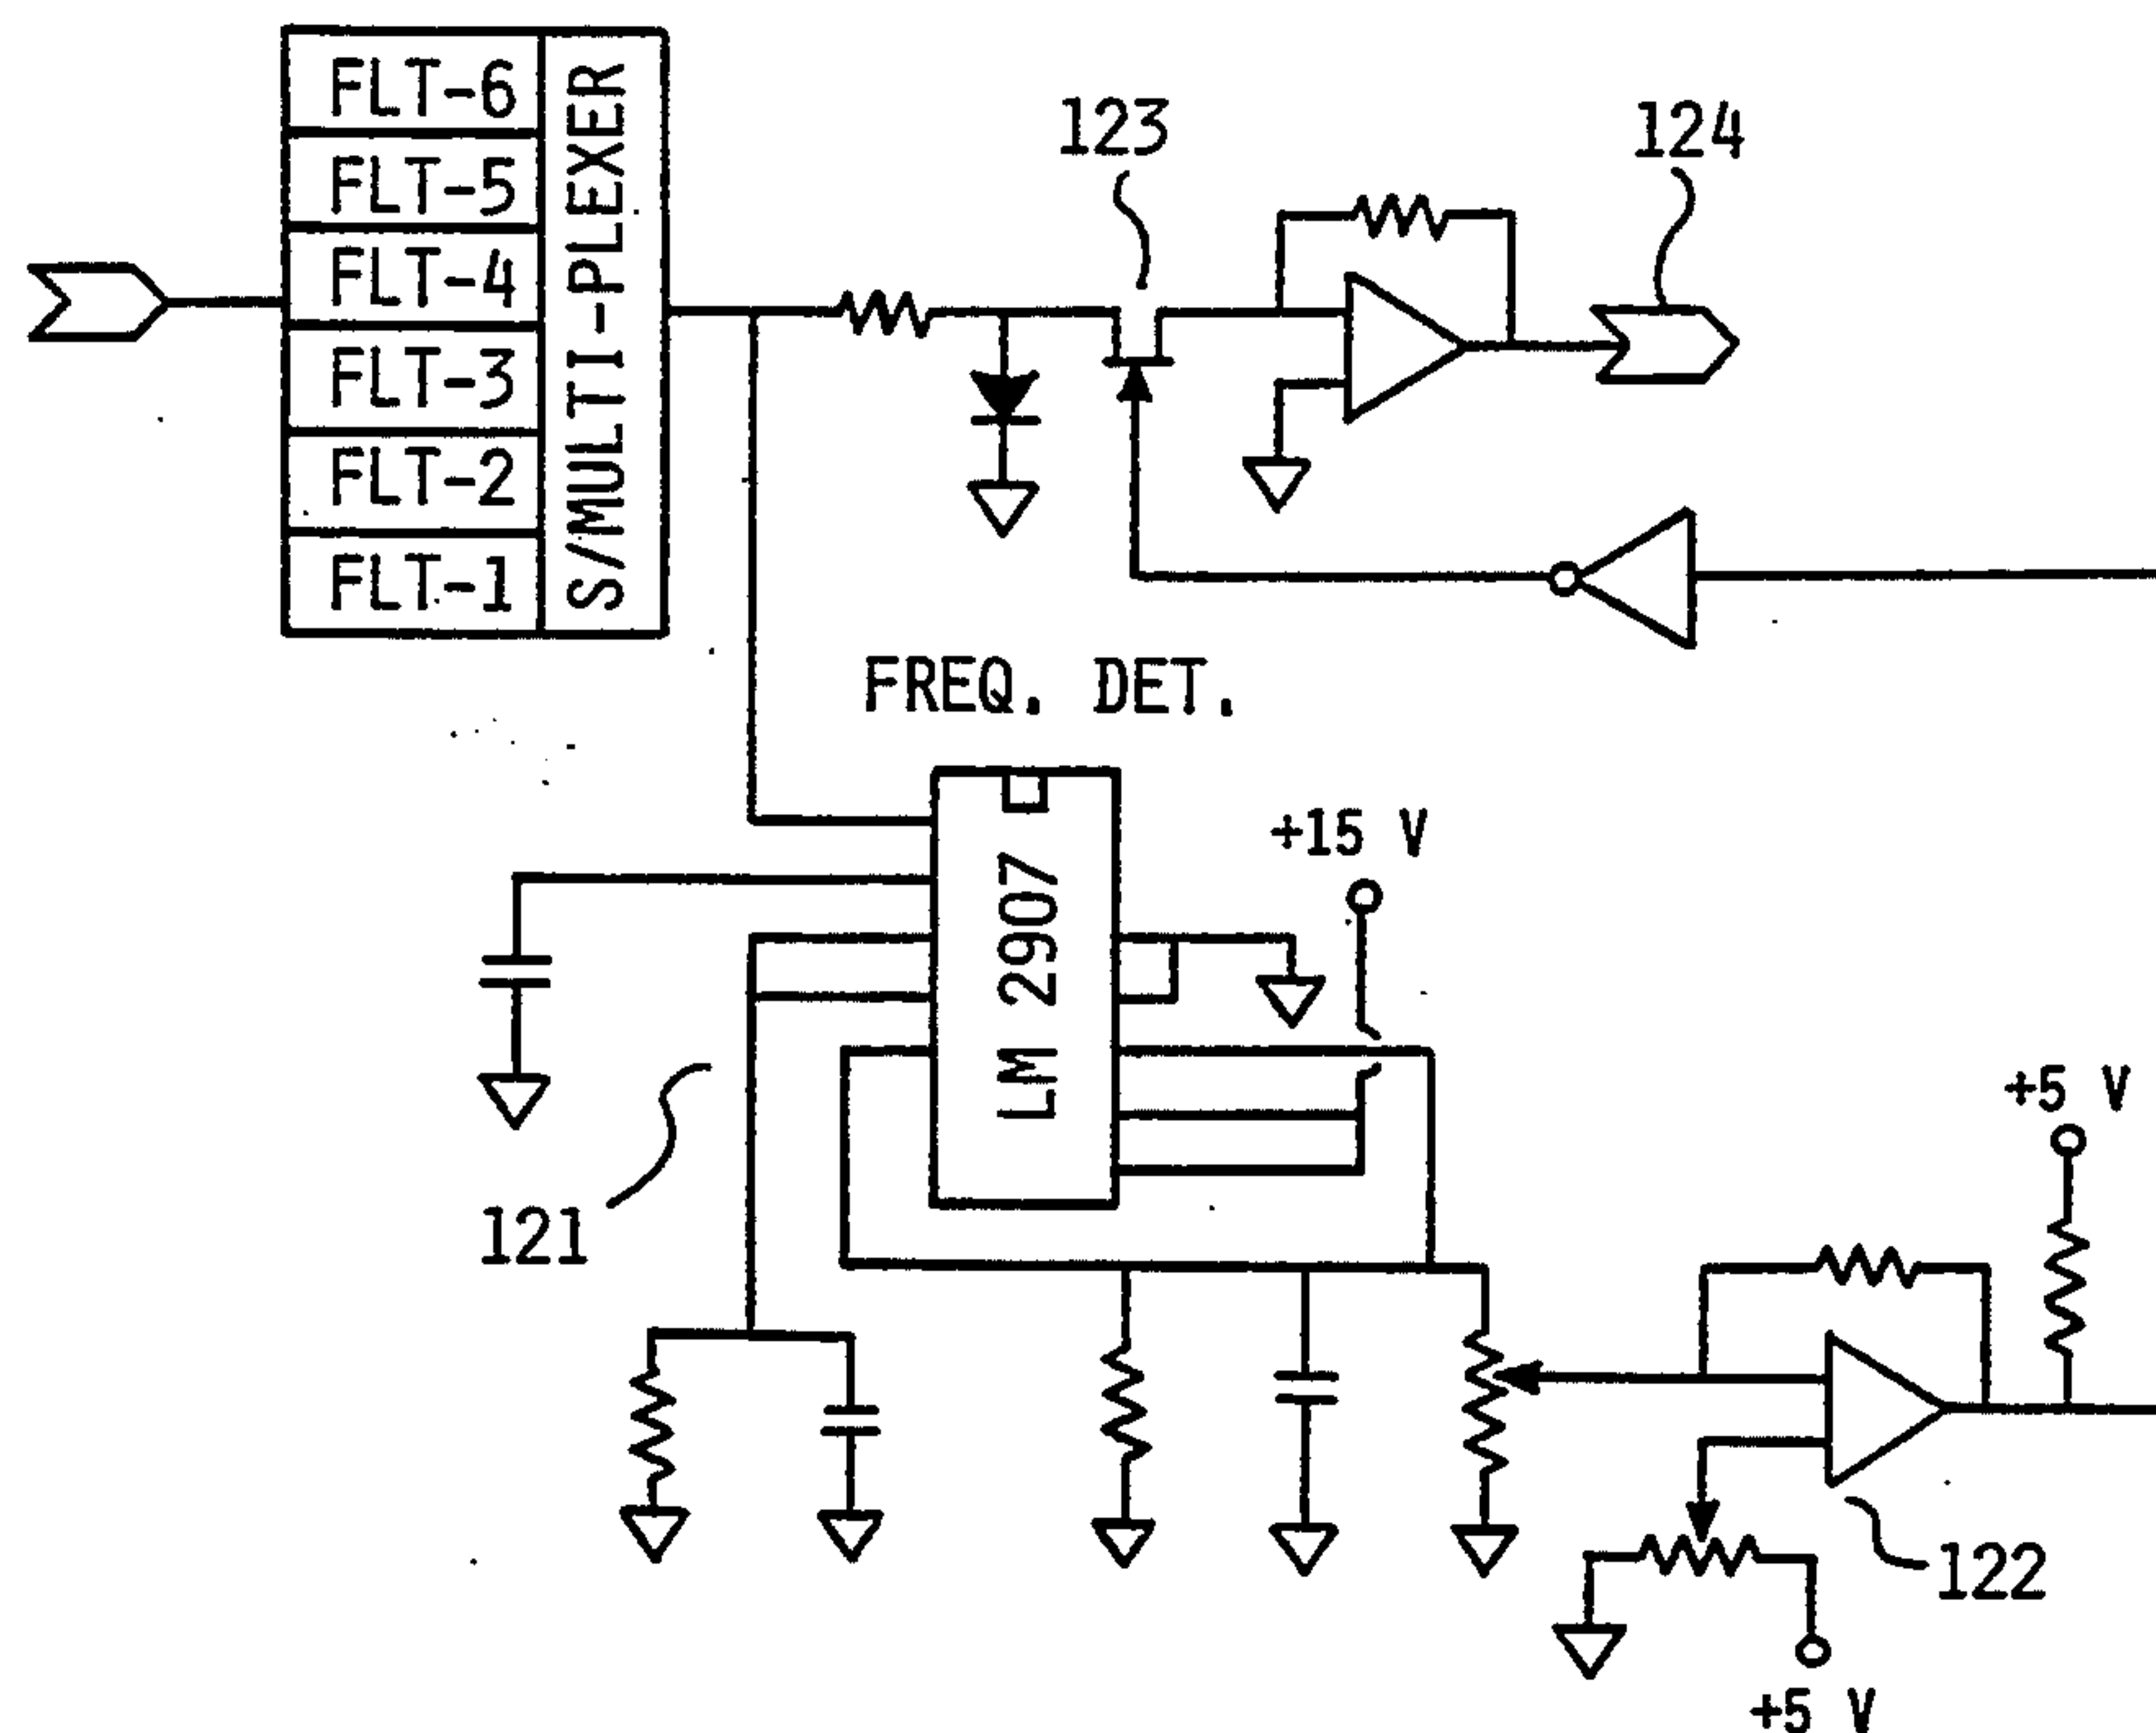 FLT-6
FLT-5
FLT-4
FLT-3
FLT-2
FLT-1
S/MULTI-PLEXER
123
124
FREQ. DET.
LM 2907
+15 V
121
+5 V
122
+5 V